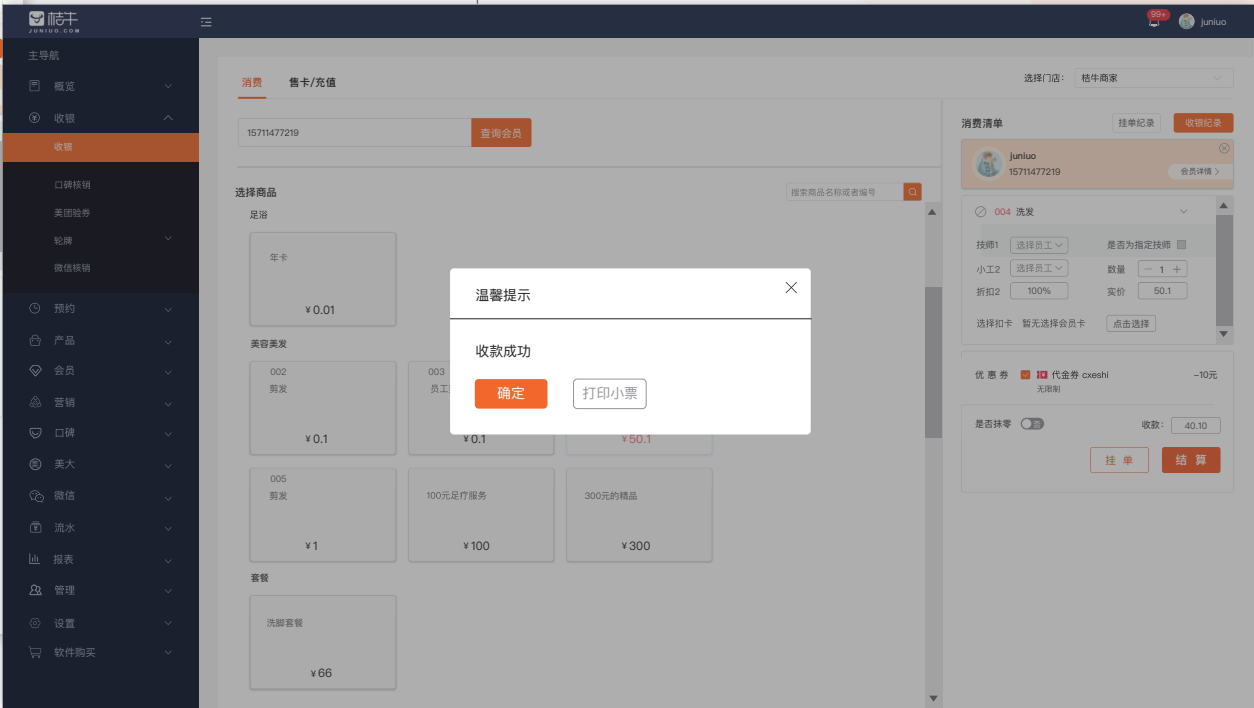 桔牛
JUNIUO.COM
99+
juniuo
主导航
概览
收银
收银
口碑核销
美团验券
轮牌
微信核销
预约
产品
会员
营销
口碑
美大
微信
流水
报表
管理
设置
软件购买
消费 售卡/充值
选择门店: 桔牛商家
15711477219 查询会员
选择商品
搜索商品名称或者编号
足浴
年卡
¥0.01
美容美发
002
剪发
¥0.1
003
员工
¥0.1
¥50.1
005
剪发
¥1
100元足疗服务
¥100
300元的精品
¥300
套餐
洗脚套餐
¥66
温馨提示
收款成功
确定 打印小票
消费清单 挂单纪录 收银纪录
juniuo
15711477219 会员详情
004 洗发
技师1 选择员工 是否为指定技师
小工2 选择员工 数量 - 1 +
折扣2 100% 实价 50.1
选择扣卡 暂无选择会员卡 点击选择
优 惠 券 代金券 cxeshi -10元
无限制
是否抹零 否 收款: 40.10
挂 单 结 算